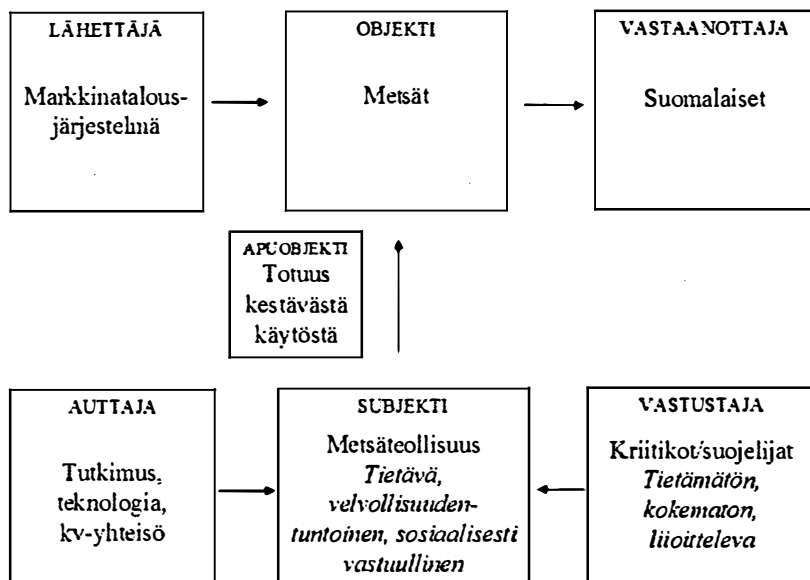 LÄHETTÄJÄ
Markkinatalous-
järjestelmä
OBJEKTI
Metsät
VASTAANOTTAJA
Suomalaiset
APUOBJEKTI
Totuus
kestävästä
käytöstä
AUTTAJA
Tutkimus,
teknologia,
kv-yhteisö
SUBJEKTI
Metsäteollisuus
Tietävä,
velvollisuuden-
tuntoinen, sosiaalisesti
vastuullinen
VASTUSTAJA
Kriitikot/suojelijat
Tietämätön,
kokematon,
liioitteleva